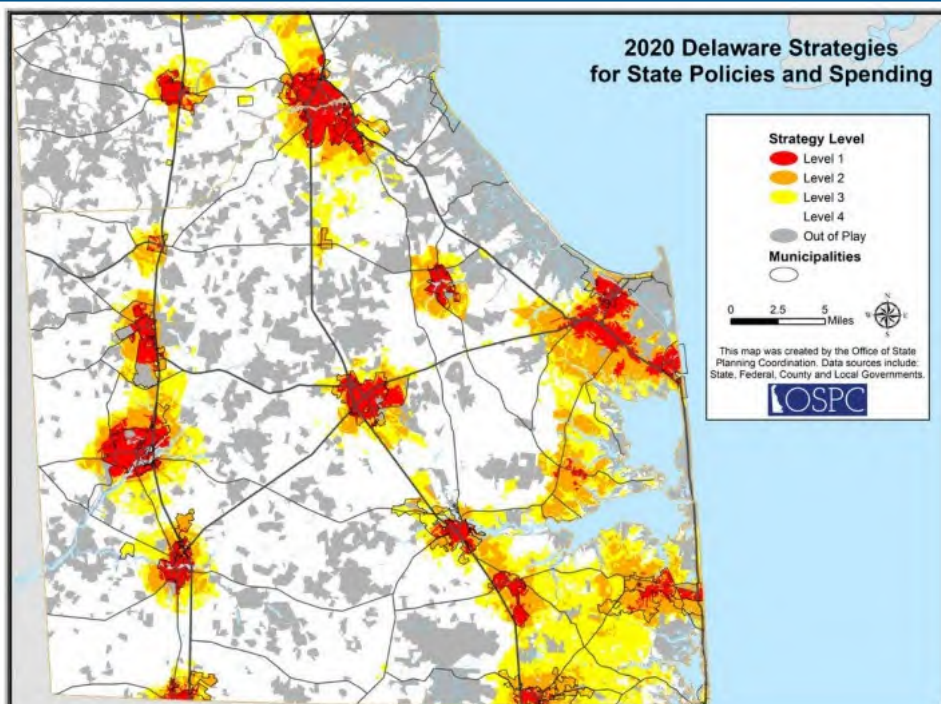 2020 Delaware Strategies
for State Policies and Spending
Strategy Level
Level 1
Level 2
Level 3
Level 4
Out of Play
Municipalities
0 2.5 5
Miles
N
W E
S
This map was created by the Office of State
Planning Coordination. Data sources include:
State, Federal, County and Local Governments.
OSPC